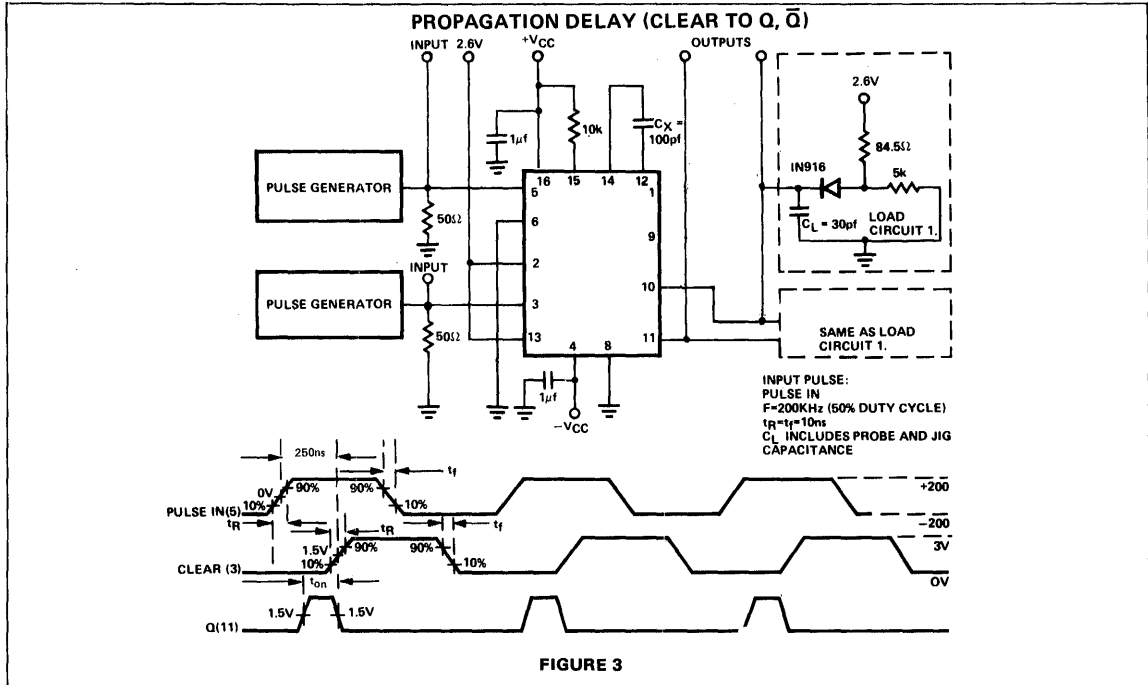 PROPAGATION DELAY (CLEAR TO Q, Q̅)
INPUT 2.6V +VCC OUTPUTS
2.6V
10k
CX =
100pf
1μf
84.5Ω
IN916
5k
PULSE GENERATOR
16 15 14 12
5 1
50Ω
6
CL = 30pf
LOAD
CIRCUIT 1.
9
INPUT
2
10
PULSE GENERATOR
3
50Ω
13 11
SAME AS LOAD
CIRCUIT 1.
4 8
1μf
−VCC
INPUT PULSE:
PULSE IN
F=200KHz (50% DUTY CYCLE)
tR=tf=10ns
CL INCLUDES PROBE AND JIG
CAPACITANCE
250ns
tf
0V 90% 90%
+200
10% 10%
PULSE IN(5)
−200
tR tR tf
1.5V 90% 90%
3V
10% 10%
CLEAR (3)
0V
ton
1.5V 1.5V
Q(11)
FIGURE 3